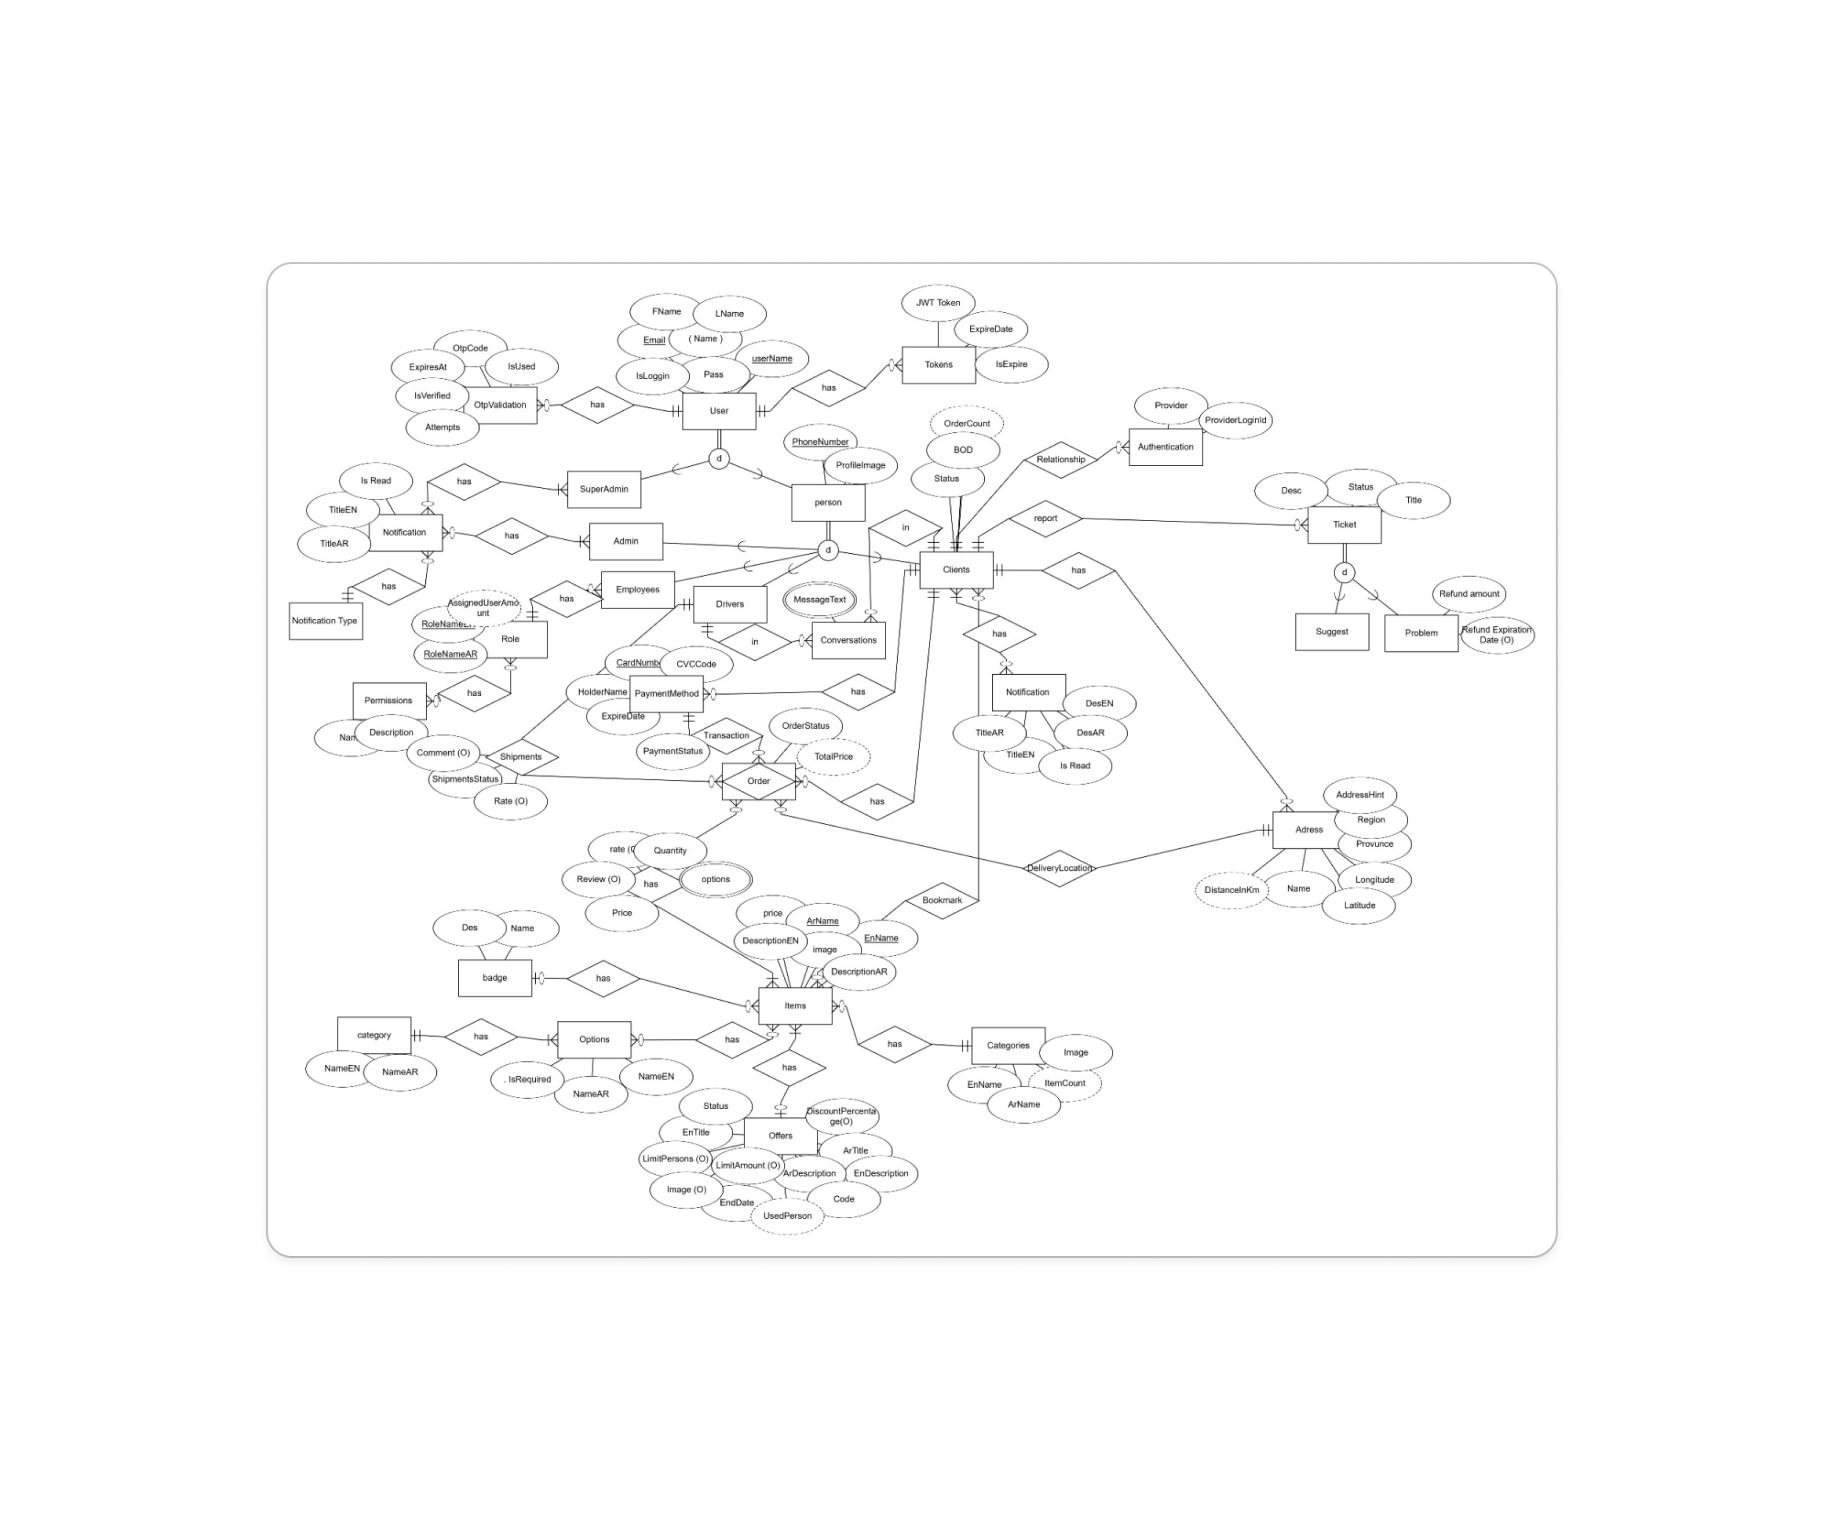 JWT Token
FName
LName
ExpireDate
Email
( Name )
OtpCode
userName
ExpiresAt
IsUsed
Tokens
IsExpire
IsLoggin
Pass
has
IsVerified
OtpValidation
has
User
Provider
ProviderLoginId
Attempts
OrderCount
PhoneNumber
BOD
Authentication
d
Relationship
ProfileImage
Is Read
has
SuperAdmin
Status
Desc
Status
Title
person
TitleEN
report
Ticket
Notification
has
Admin
in
TitleAR
d
Clients
has
d
has
Employees
Refund amount
MessageText
AssignedUserAmo
unt
has
Drivers
Notification Type
Role
in
Conversations
has
Suggest
Problem
Refund Expiration
Date (O)
RoleNameAR
CVCCode
Permissions
has
HolderName
PaymentMethod
has
Notification
DesEN
ExpireDate
Description
Transaction
OrderStatus
TitleAR
DesAR
Comment (O)
Shipments
PaymentStatus
TotalPrice
TitleEN
Is Read
ShipmentsStatus
Order
Rate (O)
has
AddressHint
Region
Adress
Provunce
Quantity
DeliveryLocation
Review (O)
has
options
Longitude
DistanceInKm
Name
Latitude
Price
Bookmark
price
ArName
Des
Name
DescriptionEN
EnName
image
DescriptionAR
badge
has
Items
category
has
Options
has
has
Categories
Image
NameEN
NameAR
. IsRequired
NameEN
has
EnName
ItemCount
NameAR
ArName
Status
DiscountPercenta
ge(O)
EnTitle
Offers
ArTitle
LimitPersons (O)
LimitAmount (O)
ArDescription
EnDescription
Image (O)
EndDate
Code
UsedPerson